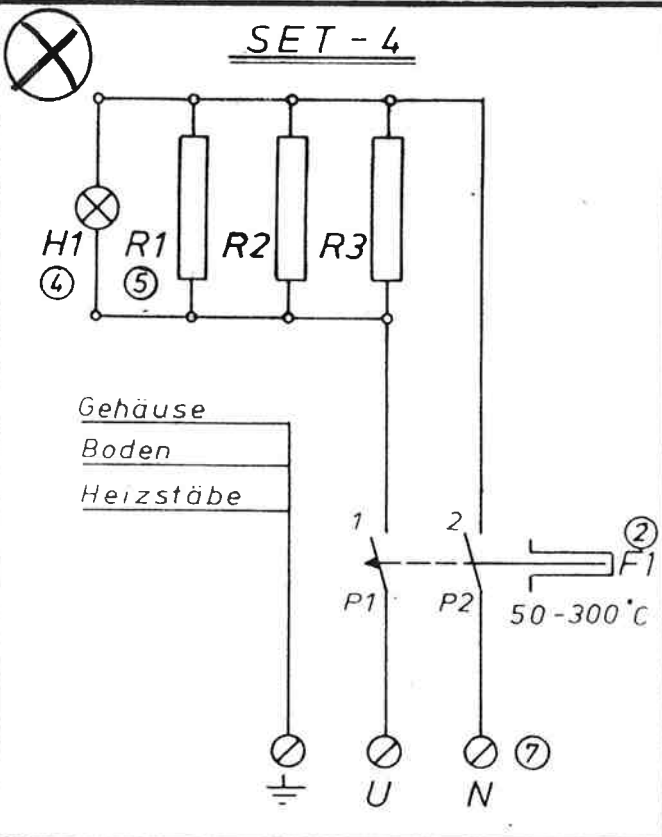 SET-4
H1 R1 R2 R3
④ ⑤
Gehäuse
Boden
Heizstäbe
1 2 ②
F1
P1 P2 50-300°C
⑦
U N